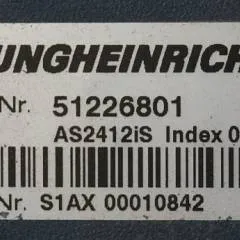 UNGHEINRICH
Nr. 51226801
AS2412iS Index 0
Nr. S1AX 00010842